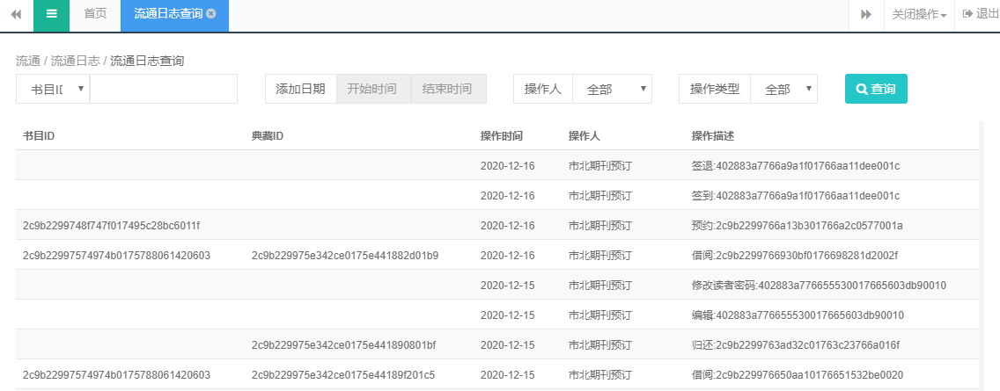 首页 流通日志查询 关闭操作 退出
流通 / 流通日志 / 流通日志查询
书目ID 添加日期 开始时间 结束时间 操作人 全部 操作类型 全部 查询
书目ID 典藏ID 操作时间 操作人 操作描述
2020-12-16 市北期刊预订 签退:402883a7766a9a1f01766aa11dee001c
2020-12-16 市北期刊预订 签到:402883a7766a9a1f01766aa11dee001c
2c9b2299748f747f017495c28bc6011f 2020-12-16 市北期刊预订 预约:2c9b2299766a13b301766a2c0577001a
2c9b22997574974b0175788061420603 2c9b229975e342ce0175e441882d01b9 2020-12-16 市北期刊预订 借阅:2c9b2299766930bf0176698281d2002f
2020-12-15 市北期刊预订 修改读者密码:402883a776655530017665603db90010
2020-12-15 市北期刊预订 编辑:402883a776655530017665603db90010
2c9b229975e342ce0175e441890801bf 2020-12-15 市北期刊预订 归还:2c9b2299763ad32c01763c23766a016f
2c9b22997574974b0175788061420603 2c9b229975e342ce0175e44189f201c5 2020-12-15 市北期刊预订 借阅:2c9b229976650aa10176651532be0020